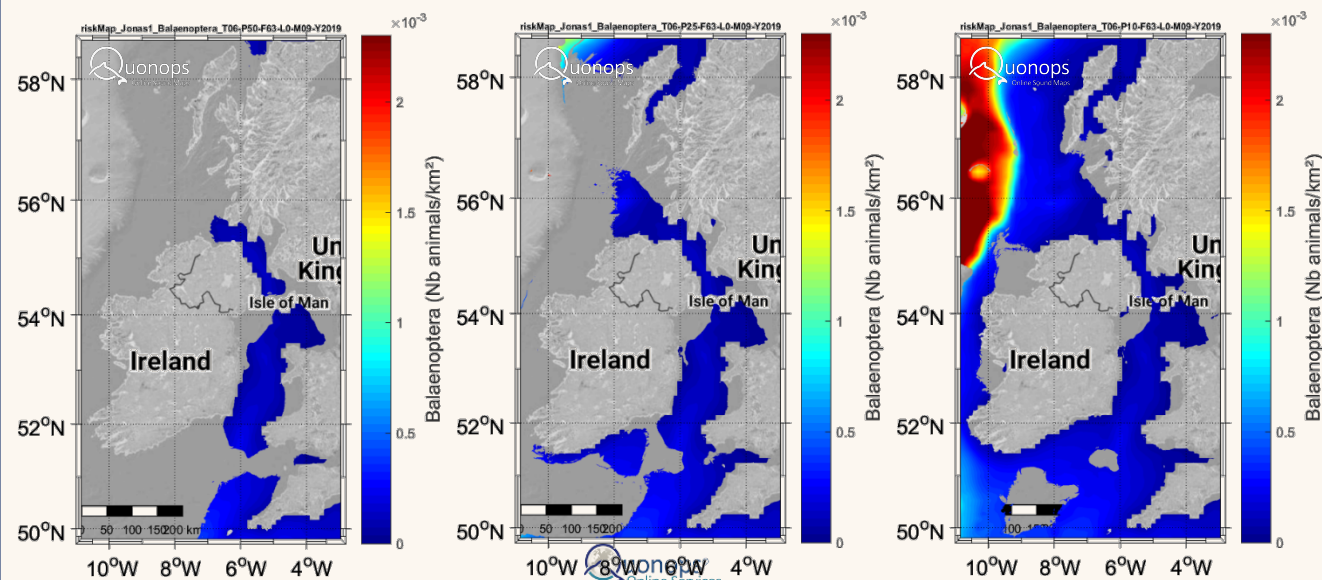 riskMap_Jonas1_Balaenoptera_T06-P50-F63-L0-M09-Y2019
×10⁻³
Quonops
Online Sound Maps
58°N
56°N
54°N
52°N
50°N
Un
King
Isle of Man
Ireland
50 100 150 200 km
10°W 8°W 6°W 4°W
2
1.5
1
0.5
0
Balaenoptera (Nb animals/km²)
riskMap_Jonas1_Balaenoptera_T06-P25-F63-L0-M09-Y2019
×10⁻³
Quonops
Online Sound Maps
58°N
56°N
54°N
52°N
50°N
Un
King
Isle of Man
Ireland
50 100 150 200
10°W 8°W 6°W 4°W
2
1.5
1
0.5
0
Balaenoptera (Nb animals/km²)
riskMap_Jonas1_Balaenoptera_T06-P10-F63-L0-M09-Y2019
×10⁻³
Quonops
Online Sound Maps
58°N
56°N
54°N
52°N
50°N
Un
King
Isle of Man
Ireland
10°W 8°W 6°W 4°W
2
1.5
1
0.5
0
Balaenoptera (Nb animals/km²)
Quonops
Online Services